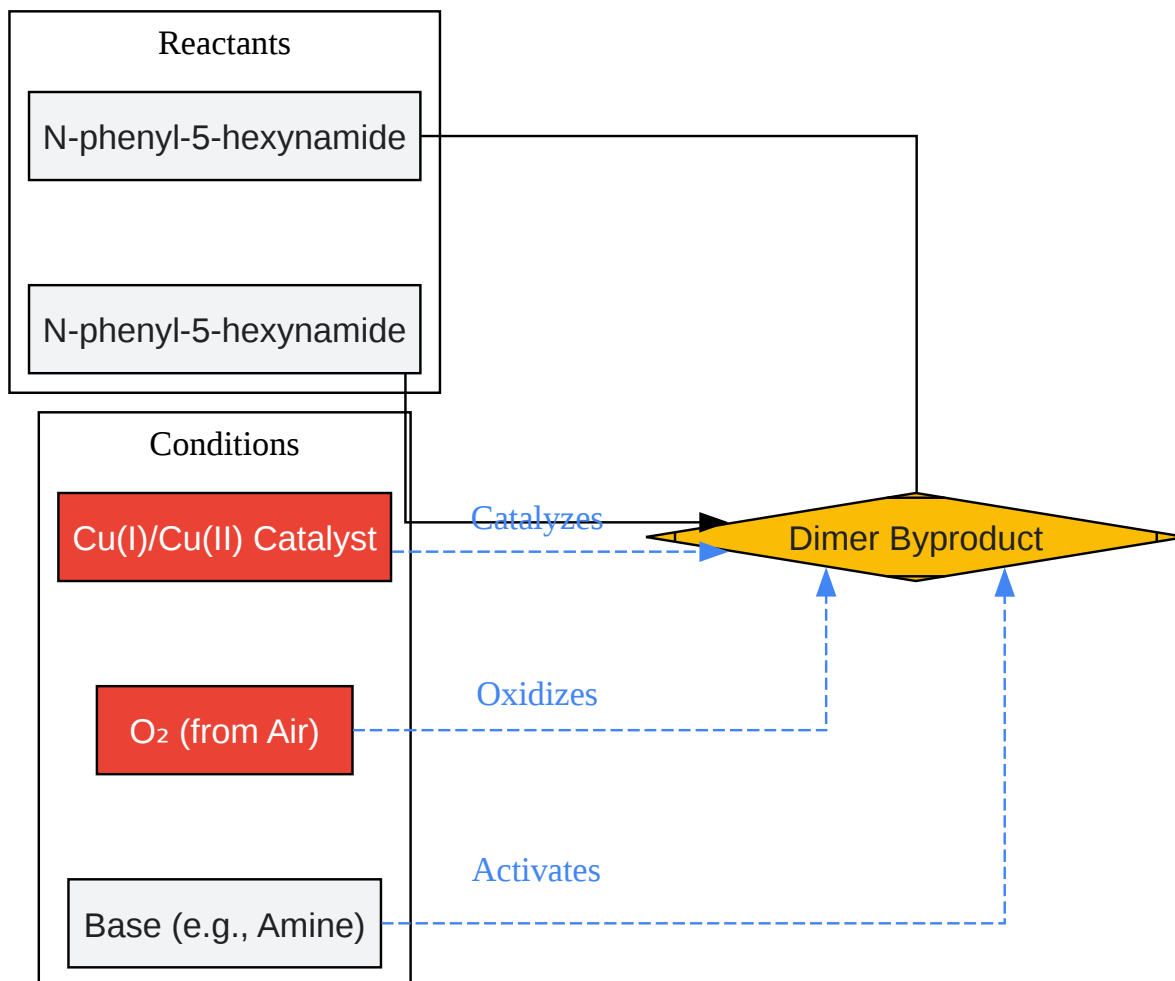 Reactants
N-phenyl-5-hexynamide
N-phenyl-5-hexynamide
Conditions
Cu(I)/Cu(II) Catalyst
Catalyzes
Dimer Byproduct
O₂ (from Air)
Oxidizes
Base (e.g., Amine)
Activates